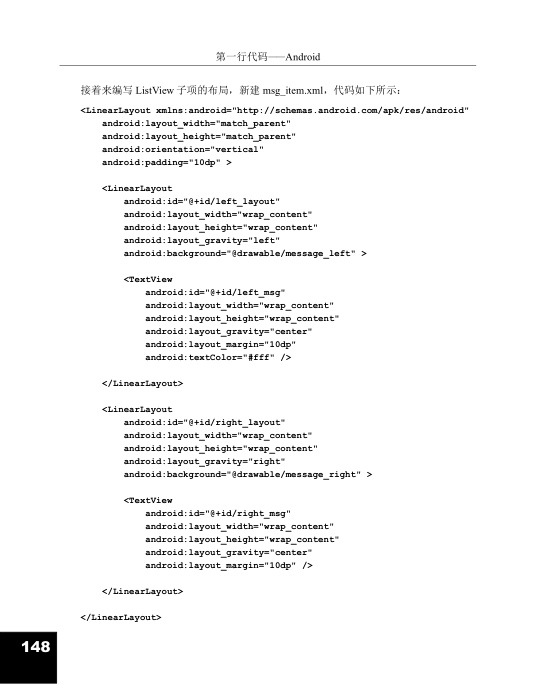 第一行代码——Android
接着来编写 ListView 子项的布局，新建 msg_item.xml，代码如下所示：
<LinearLayout xmlns:android="http://schemas.android.com/apk/res/android"
android:layout_width="match_parent"
android:layout_height="match_parent"
android:orientation="vertical"
android:padding="10dp" >
<LinearLayout
android:id="@+id/left_layout"
android:layout_width="wrap_content"
android:layout_height="wrap_content"
android:layout_gravity="left"
android:background="@drawable/message_left" >
<TextView
android:id="@+id/left_msg"
android:layout_width="wrap_content"
android:layout_height="wrap_content"
android:layout_gravity="center"
android:layout_margin="10dp"
android:textColor="#fff" />
</LinearLayout>
<LinearLayout
android:id="@+id/right_layout"
android:layout_width="wrap_content"
android:layout_height="wrap_content"
android:layout_gravity="right"
android:background="@drawable/message_right" >
<TextView
android:id="@+id/right_msg"
android:layout_width="wrap_content"
android:layout_height="wrap_content"
android:layout_gravity="center"
android:layout_margin="10dp" />
</LinearLayout>
</LinearLayout>
148